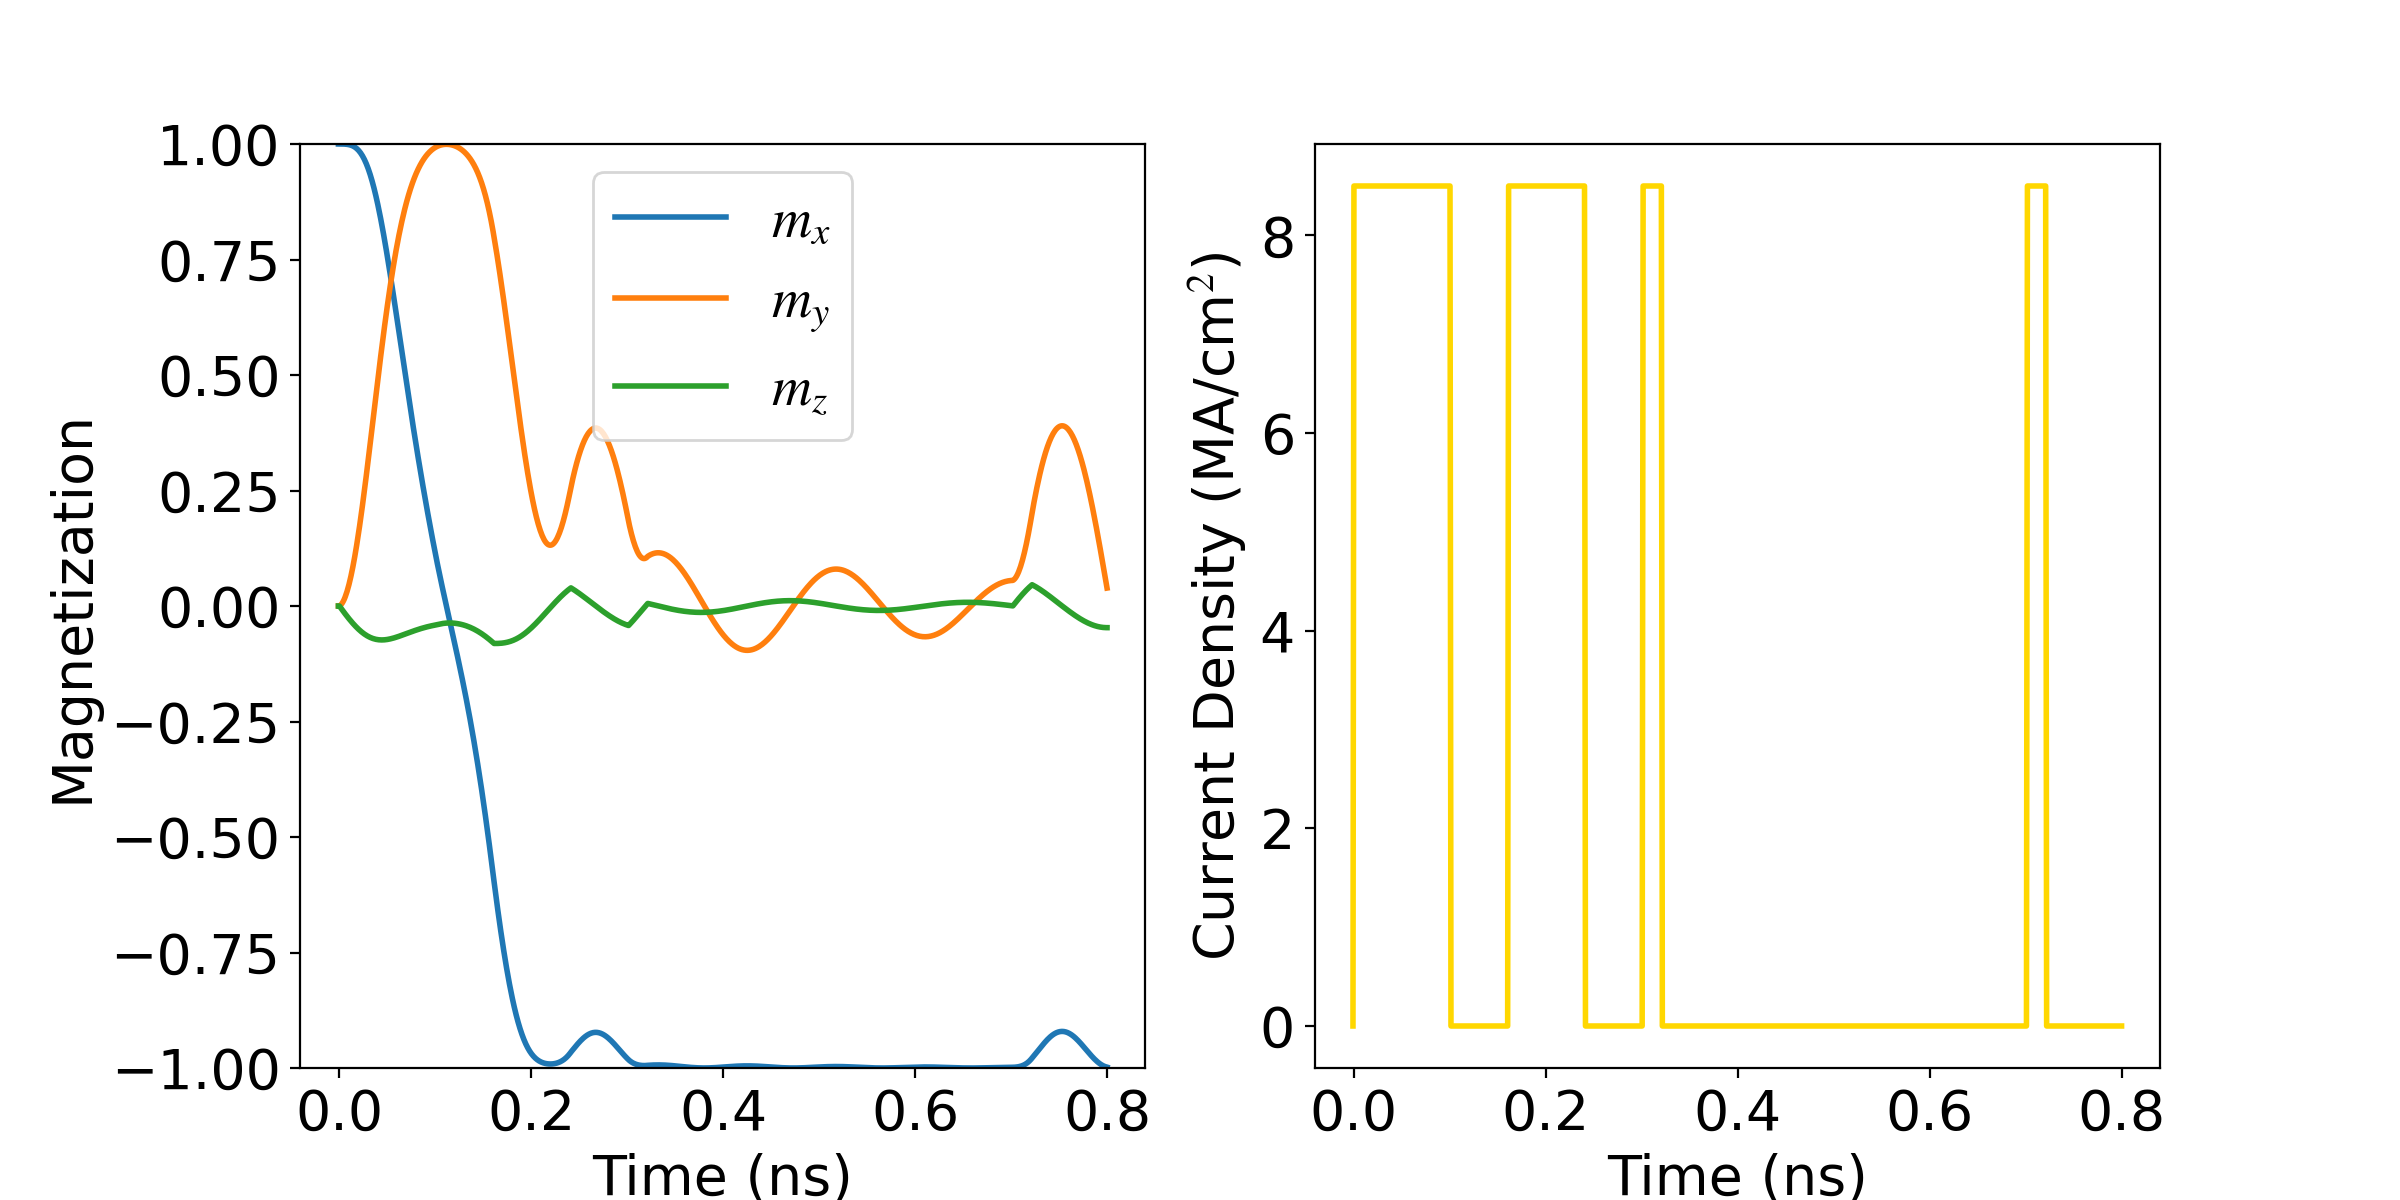 1.00
0.75
0.50
0.25
0.00
−0.25
−0.50
−0.75
−1.00
Magnetization
0.0 0.2 0.4 0.6 0.8
Time (ns)
m_x
m_y
m_z
8
6
4
2
0
Current Density (MA/cm²)
0.0 0.2 0.4 0.6 0.8
Time (ns)